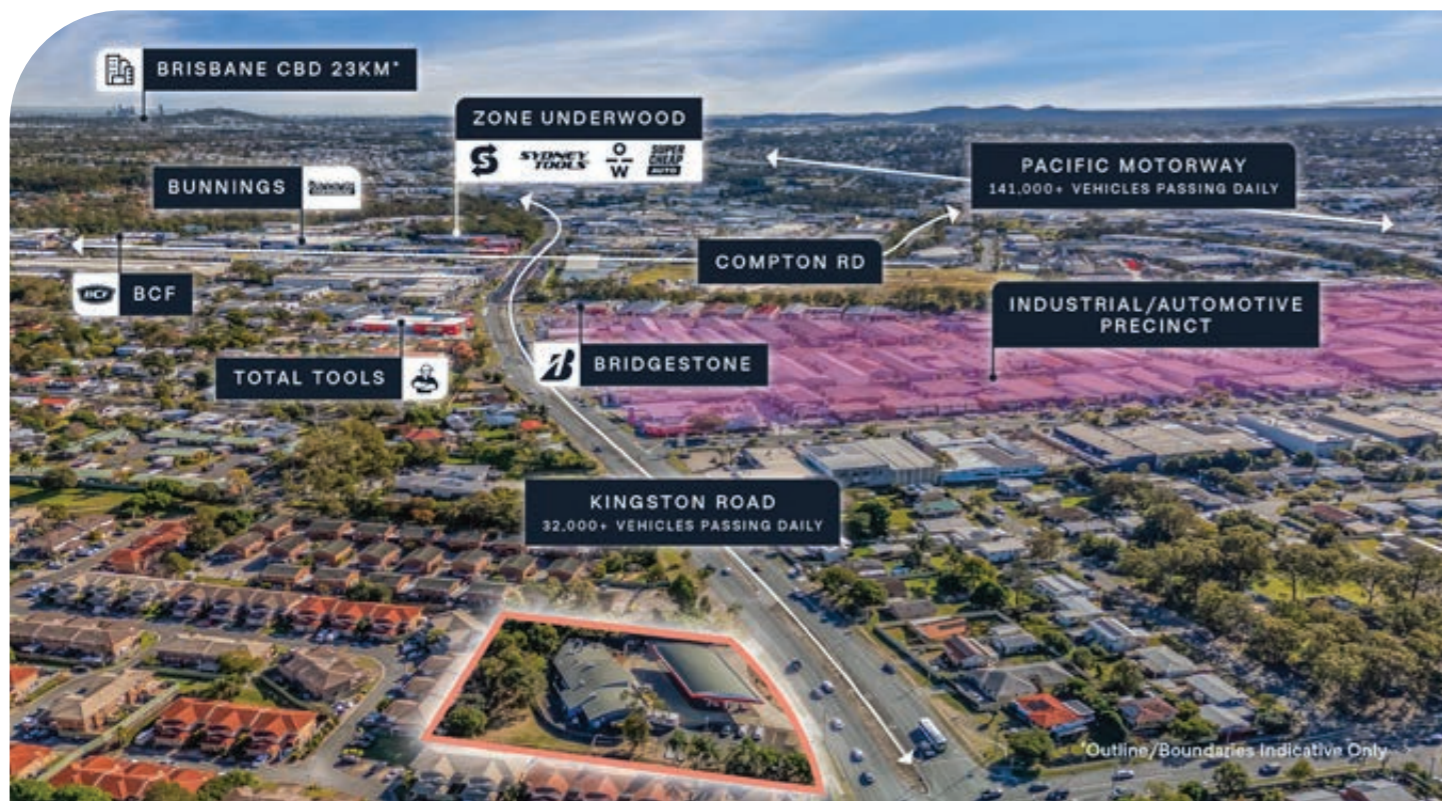 BRISBANE CBD 23KM*
ZONE UNDERWOOD
SYDNEY
TOOLS
O
W
SUPER
CHEAP
AUTO
PACIFIC MOTORWAY
141,000+ VEHICLES PASSING DAILY
BUNNINGS
COMPTON RD
BCF
BCF
INDUSTRIAL/AUTOMOTIVE
PRECINCT
TOTAL TOOLS
B
BRIDGESTONE
KINGSTON ROAD
32,000+ VEHICLES PASSING DAILY
*Outline/Boundaries Indicative Only